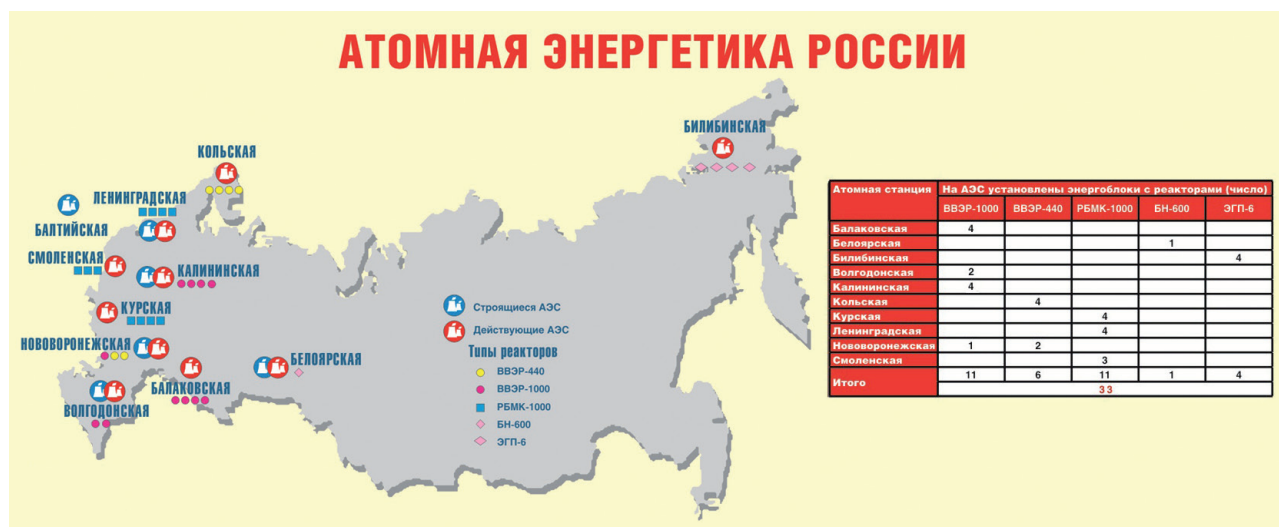 АТОМНАЯ ЭНЕРГЕТИКА РОССИИ
БИЛИБИНСКАЯ
КОЛЬСКАЯ
ЛЕНИНГРАДСКАЯ
БАЛТИЙСКАЯ
СМОЛЕНСКАЯ
КАЛИНИНСКАЯ
КУРСКАЯ
НОВОВОРОНЕЖСКАЯ
БЕЛОЯРСКАЯ
БАЛАКОВСКАЯ
ВОЛГОДОНСКАЯ
Строящиеся АЭС
Действующие АЭС
Типы реакторов
ВВЭР-440
ВВЭР-1000
РБМК-1000
БН-600
ЭГП-6
Атомная станция На АЭС установлены энергоблоки с реакторами (число)
ВВЭР-1000 ВВЭР-440 РБМК-1000 БН-600 ЭГП-6
Балаковская 4
Белоярская 1
Билибинская 4
Волгодонская 2
Калининская 4
Кольская 4
Курская 4
Ленинградская 4
Нововоронежская 1 2
Смоленская 3
Итого 11 6 11 1 4
33